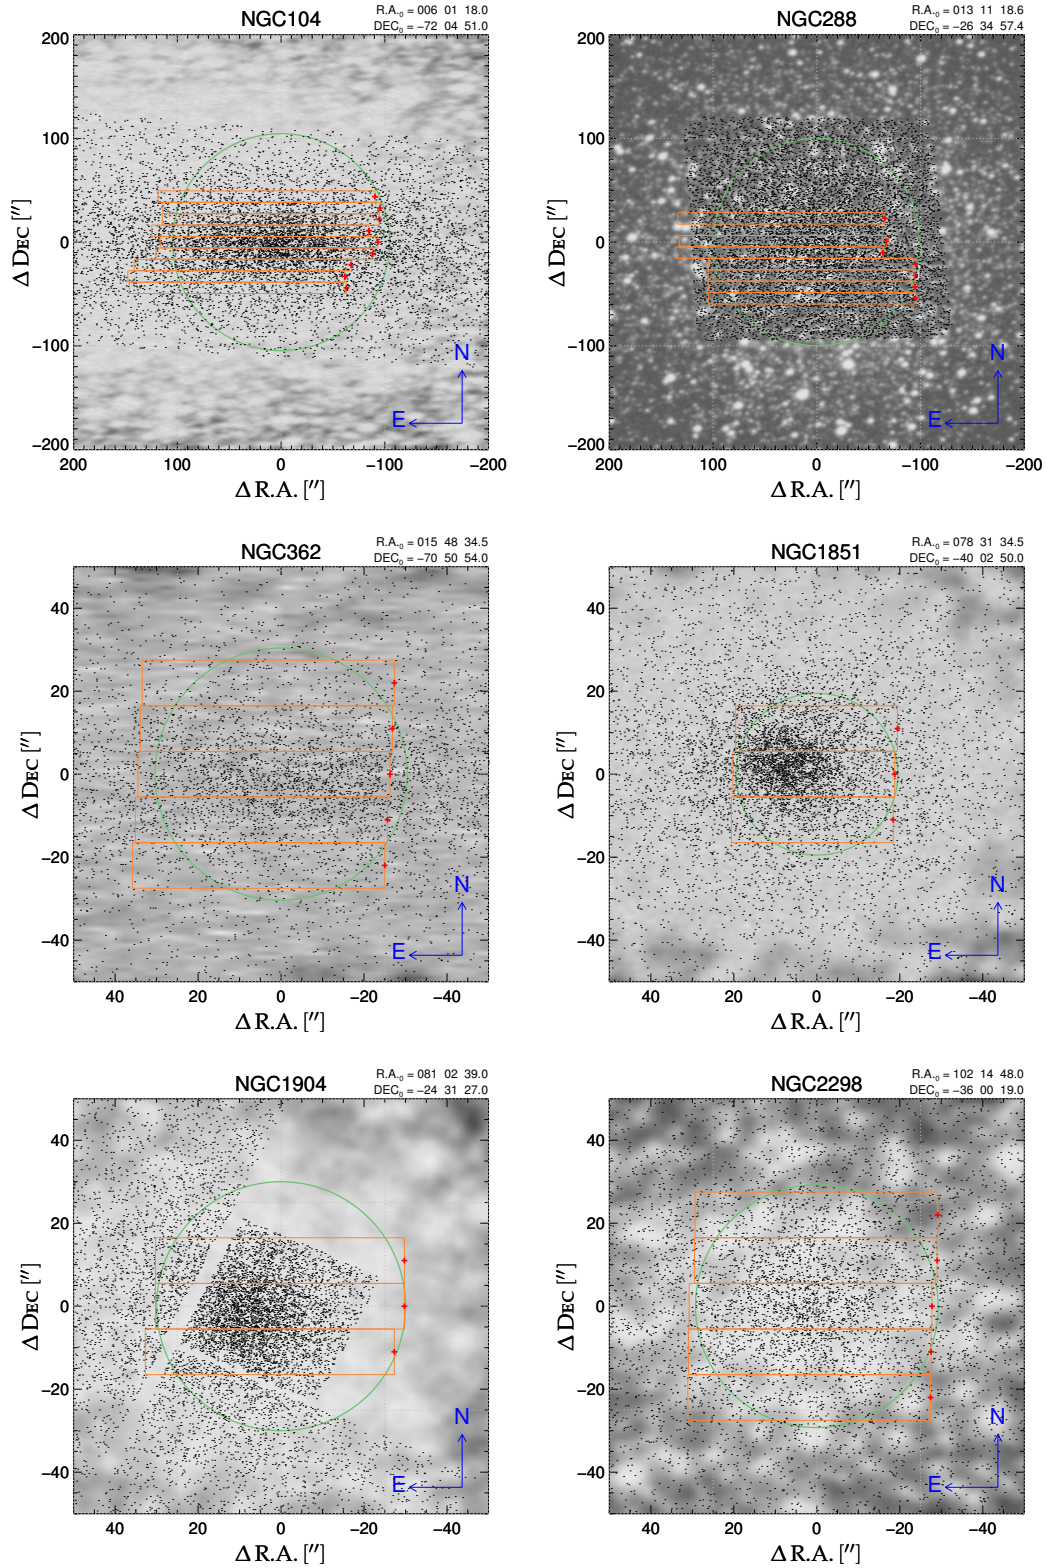 NGC104
R.A.₀ = 006 01 18.0
DEC₀ = −72 04 51.0
200
100
0
−100
−200
Δ DEC [″]
N
E
200 100 0 −100 −200
Δ R.A. [″]
NGC288
R.A.₀ = 013 11 18.6
DEC₀ = −26 34 57.4
200
100
0
−100
−200
Δ DEC [″]
N
E
200 100 0 −100 −200
Δ R.A. [″]
NGC362
R.A.₀ = 015 48 34.5
DEC₀ = −70 50 54.0
40
20
0
−20
−40
Δ DEC [″]
N
E
40 20 0 −20 −40
Δ R.A. [″]
NGC1851
R.A.₀ = 078 31 34.5
DEC₀ = −40 02 50.0
40
20
0
−20
−40
Δ DEC [″]
N
E
40 20 0 −20 −40
Δ R.A. [″]
NGC1904
R.A.₀ = 081 02 39.0
DEC₀ = −24 31 27.0
40
20
0
−20
−40
Δ DEC [″]
N
E
40 20 0 −20 −40
Δ R.A. [″]
NGC2298
R.A.₀ = 102 14 48.0
DEC₀ = −36 00 19.0
40
20
0
−20
−40
Δ DEC [″]
N
E
40 20 0 −20 −40
Δ R.A. [″]